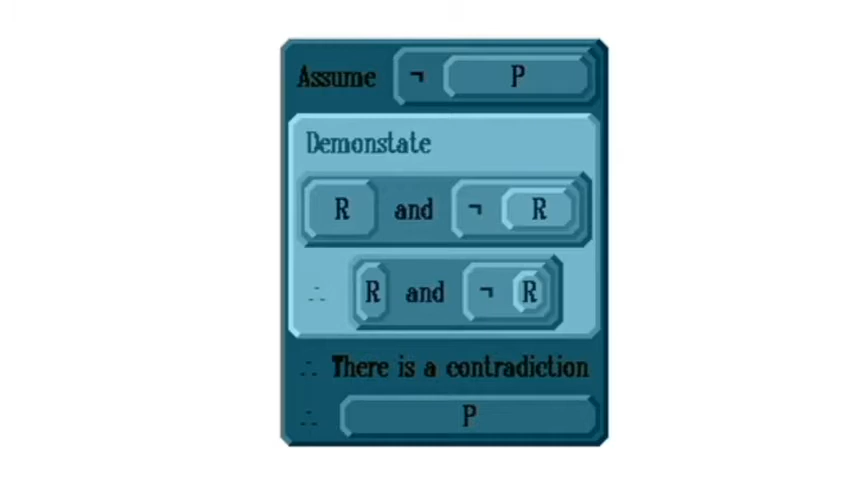 Assume ¬ P
Demonstate
R and ¬ R
∴ R and ¬ R
∴ There is a contradiction
∴ P